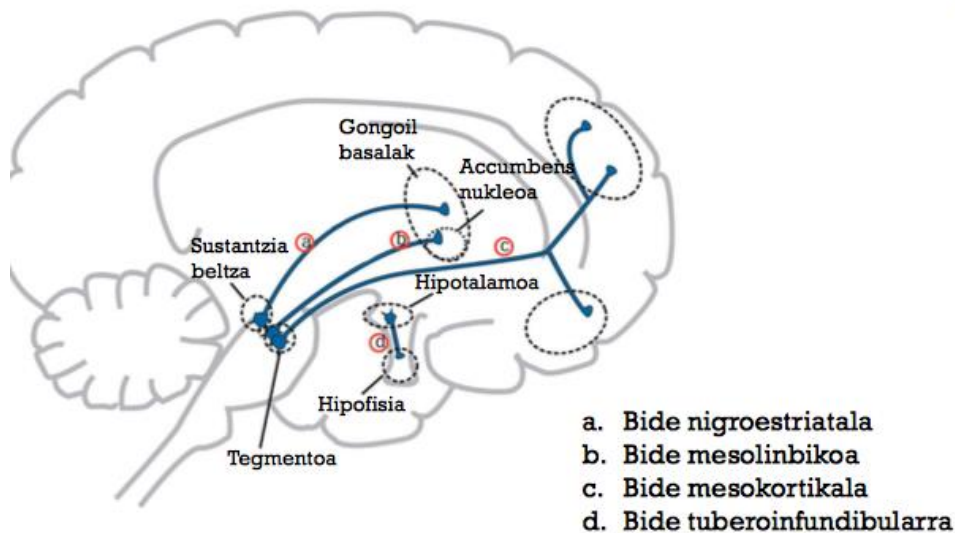 Gongoil
basalak
Accumbens
nukleoa
a
b
c
Sustantzia
beltza
Hipotalamoa
d
Hipofisia
Tegmentoa
a. Bide nigroestriatala
b. Bide mesolinbikoa
c. Bide mesokortikala
d. Bide tuberoinfundibularra